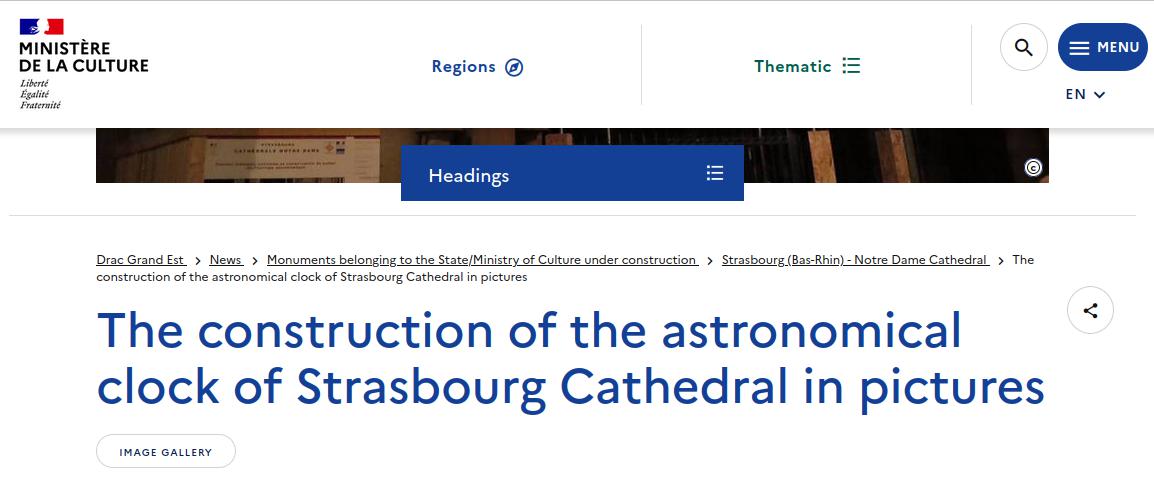 MINISTÈRE
DE LA CULTURE
Liberté
Égalité
Fraternité
Regions
Thematic
MENU
EN
STRASBOURG
CATHÉDRALE NOTRE DAME
Headings
©
Drac Grand Est > News > Monuments belonging to the State/Ministry of Culture under construction > Strasbourg (Bas-Rhin) - Notre Dame Cathedral > The
construction of the astronomical clock of Strasbourg Cathedral in pictures
The construction of the astronomical
clock of Strasbourg Cathedral in pictures
IMAGE GALLERY